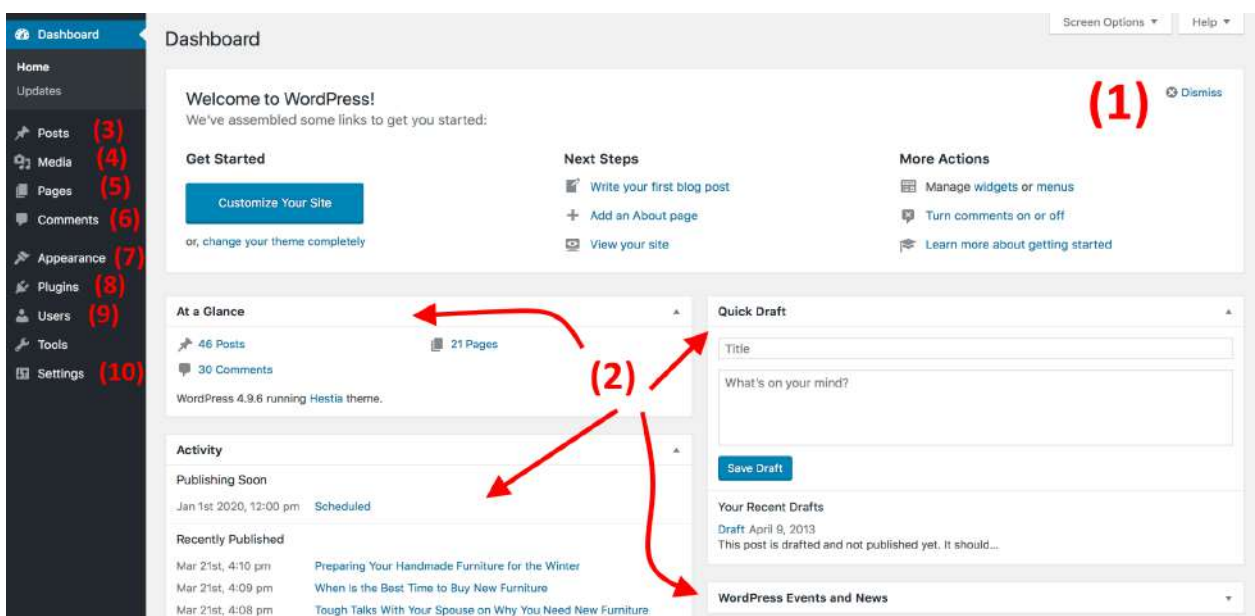 Screen Options
Help
Dashboard
Home
Updates
Posts (3)
Media (4)
Pages (5)
Comments (6)
Appearance (7)
Plugins (8)
Users (9)
Tools
Settings (10)
Dashboard
Welcome to WordPress!
We've assembled some links to get you started:
(1)
Dismiss
Get Started
Customize Your Site
or, change your theme completely
Next Steps
Write your first blog post
Add an About page
View your site
More Actions
Manage widgets or menus
Turn comments on or off
Learn more about getting started
At a Glance
46 Posts
21 Pages
30 Comments
WordPress 4.9.6 running Hestia theme.
(2)
Activity
Publishing Soon
Jan 1st 2020, 12:00 pm Scheduled
Recently Published
Mar 21st, 4:10 pm Preparing Your Handmade Furniture for the Winter
Mar 21st, 4:09 pm When Is the Best Time to Buy New Furniture
Mar 21st, 4:08 pm Tough Talks With Your Spouse on Why You Need New Furniture
Quick Draft
Title
What's on your mind?
Save Draft
Your Recent Drafts
Draft April 9, 2013
This post is drafted and not published yet. It should...
WordPress Events and News